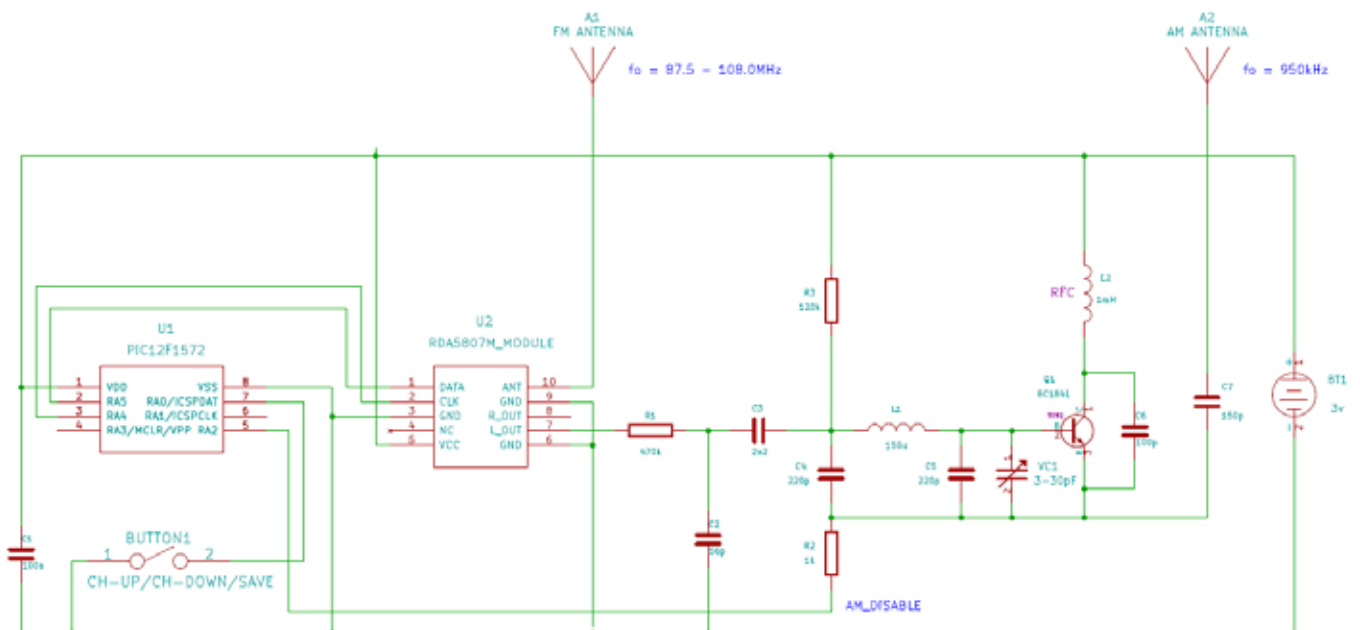 A1
FM ANTENNA
fo = 87.5 - 108.0MHz
A2
AM ANTENNA
fo = 950kHz
R3
120k
RFC
L2
1mH
U1
PIC12F1572
1 VDD VSS 8
2 RA5 RA0/ICSPDAT 7
3 RA4 RA1/ICSPCLK 6
4 RA3/MCLR/VPP RA2 5
U2
RDA5807M_MODULE
1 DATA ANT 10
2 CLK GND 9
3 GND R_OUT 8
4 NC L_OUT 7
5 VCC GND 6
R1
470k
C3
2n2
L1
150u
Q1
BC184L
C6
100p
C7
150p
BT1
3v
C4
220p
C5
220p
VC1
3-30pF
C1
100n
BUTTON1
1 2
CH-UP/CH-DOWN/SAVE
C2
R2
1k
AM_DISABLE